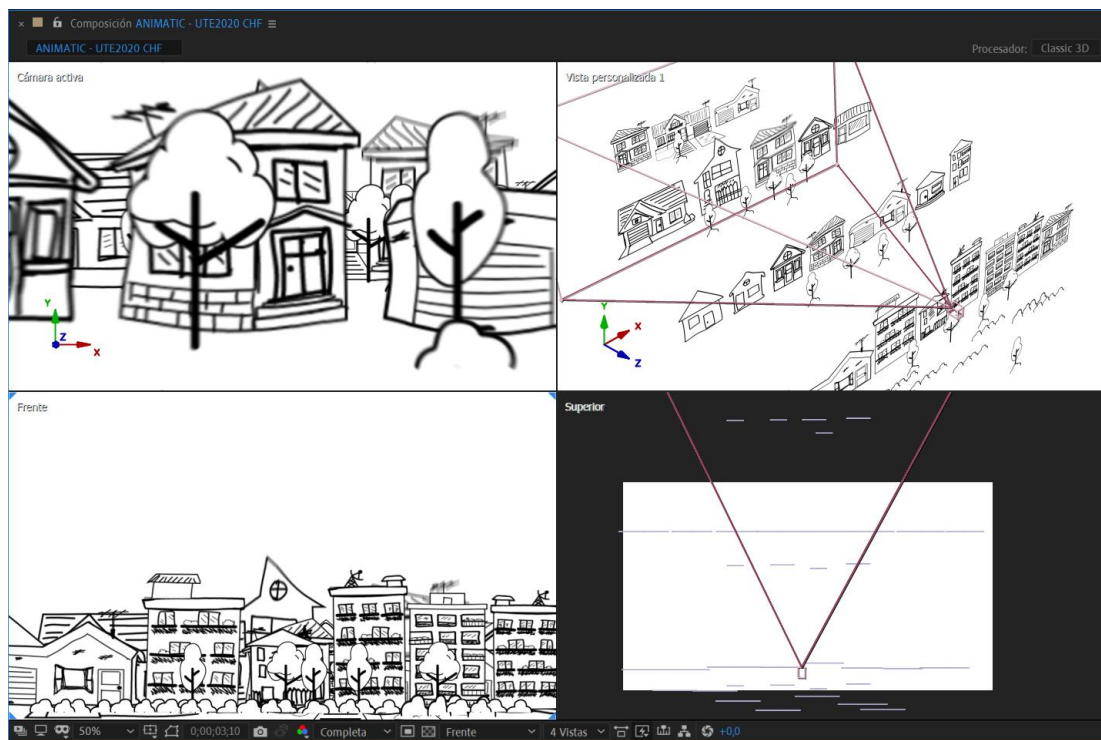 × Composición ANIMATIC - UTE2020 CHF ≡
ANIMATIC - UTE2020 CHF
Procesador: Classic 3D
Cámara activa
Vista personalizada 1
Y
Z
X
Y
X
Z
Frente
Superior
50% 0;00;03;10 Completa Frente 4 Vistas +0,0